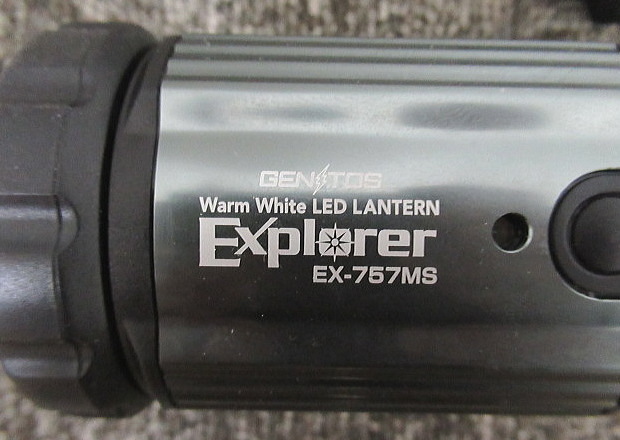 GENTOS
Warm White LED LANTERN
Explorer
EX-757MS